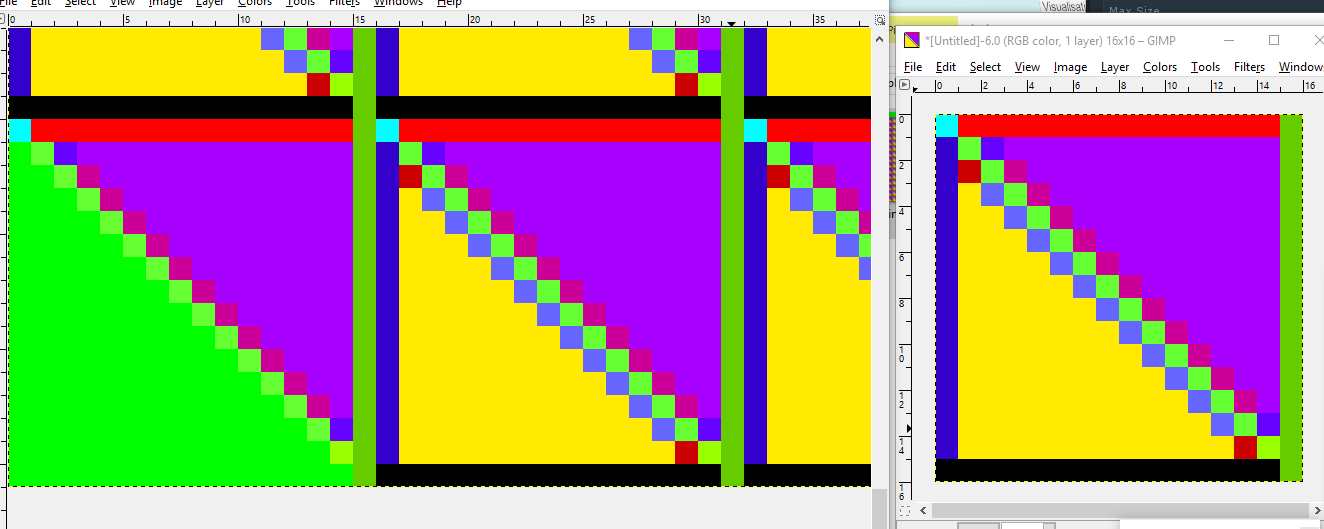 File Edit Select View Image Layer Colors Tools Filters Windows Help
0 5 10 15 20 25 30 35
Visualisat
Max Size
*[Untitled]-6.0 (RGB color, 1 layer) 16x16 – GIMP
File Edit Select View Image Layer Colors Tools Filters Window
0 2 4 6 8 10 12 14 16
0
2
4
6
8
10
12
14
16